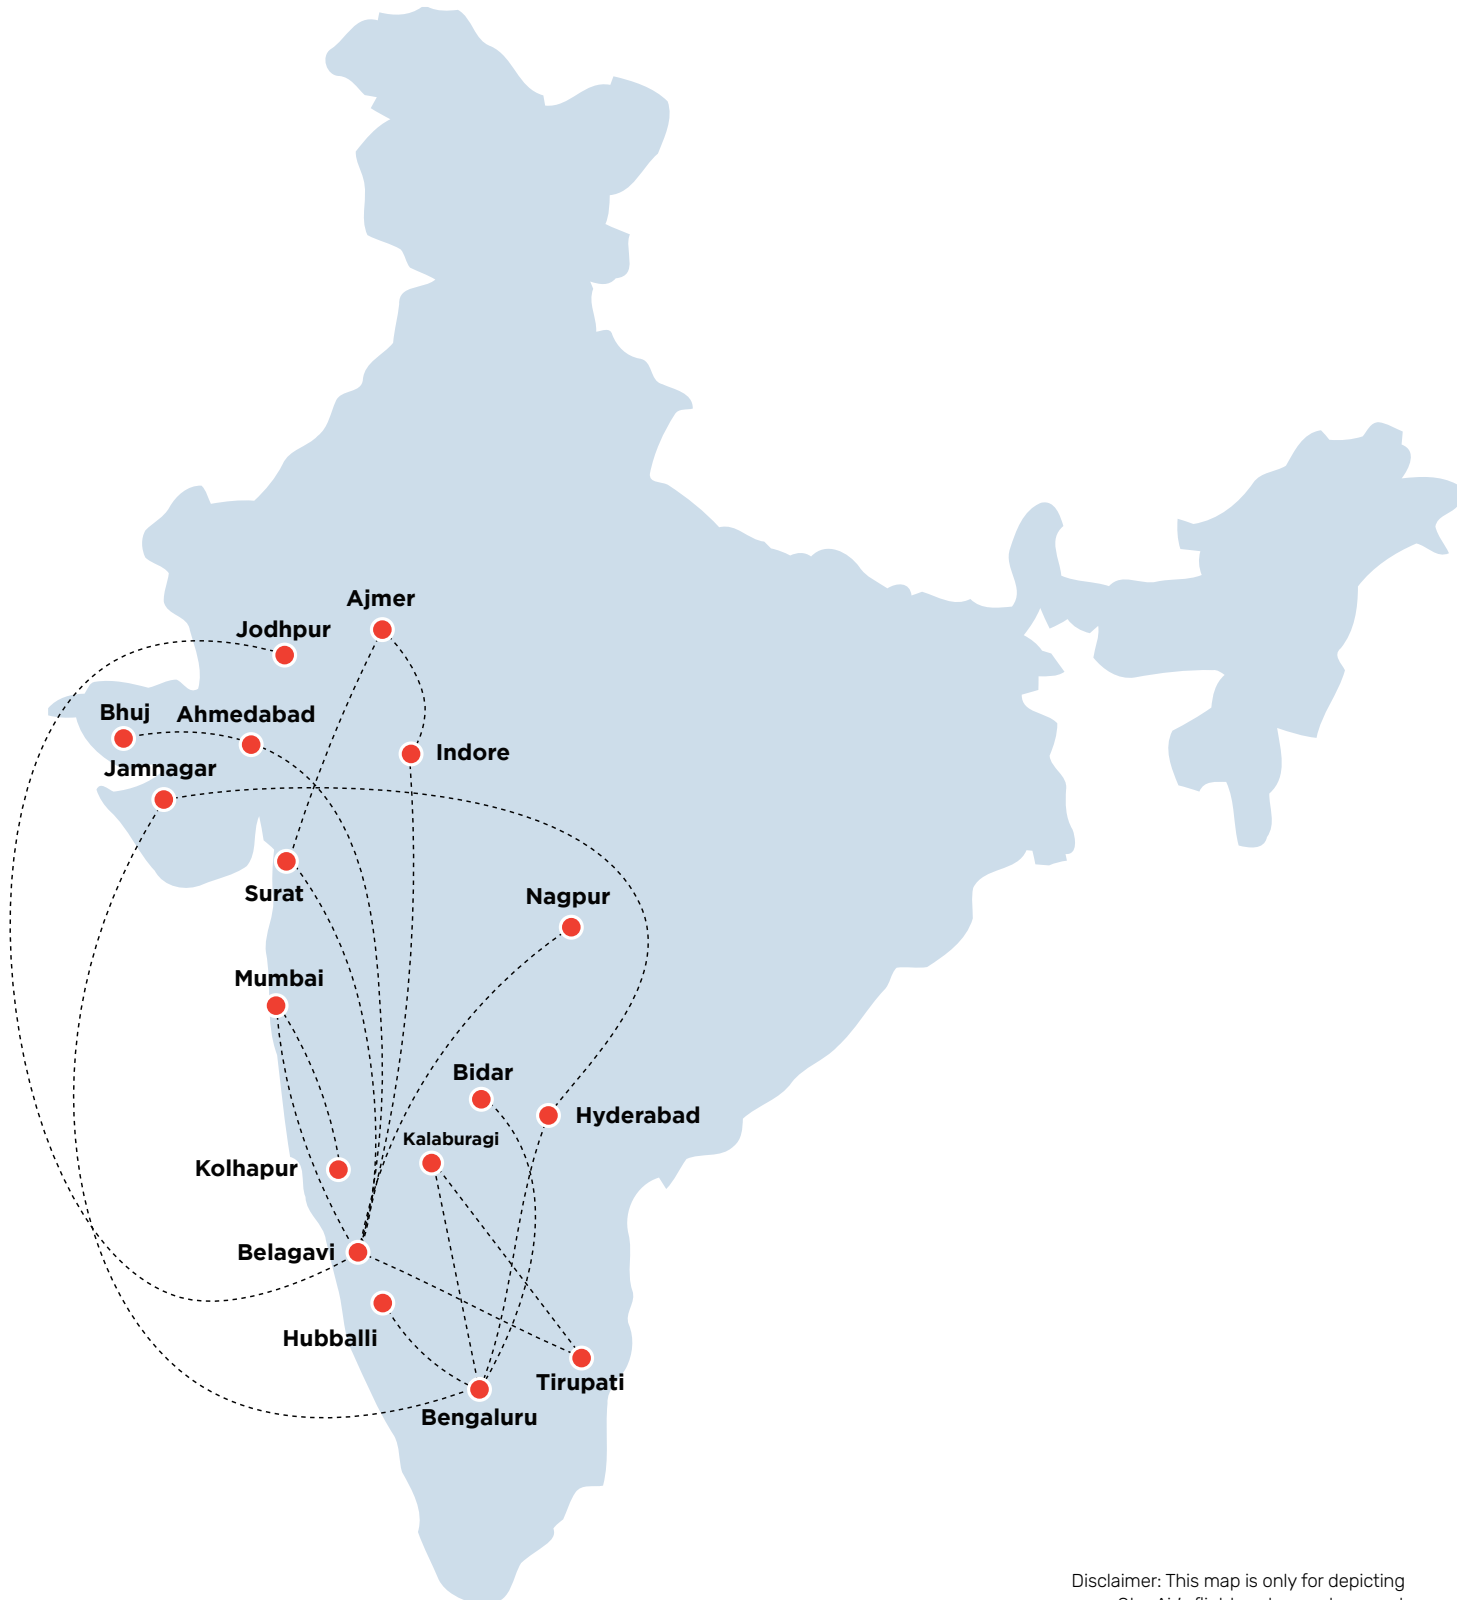 Ajmer
Jodhpur
Bhuj
Ahmedabad
Indore
Jamnagar
Surat
Nagpur
Mumbai
Bidar
Hyderabad
Kalaburagi
Kolhapur
Belagavi
Hubballi
Tirupati
Bengaluru
Disclaimer: This map is only for depicting